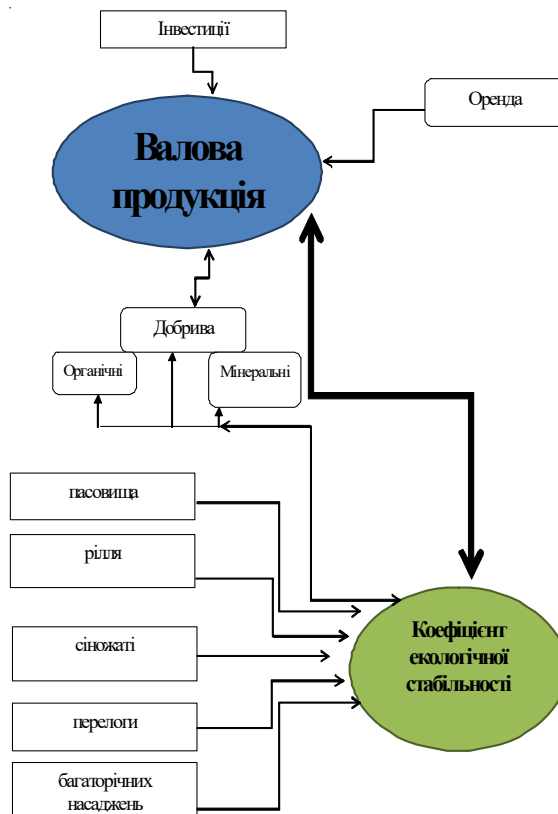 Інвестиції
Оренда
Валова
продукція
Добрива
Органічні
Мінеральні
пасовища
рілля
сіножаті
перелоги
багаторічних
насаджень
Коефіцієнт
екологічної
стабільності